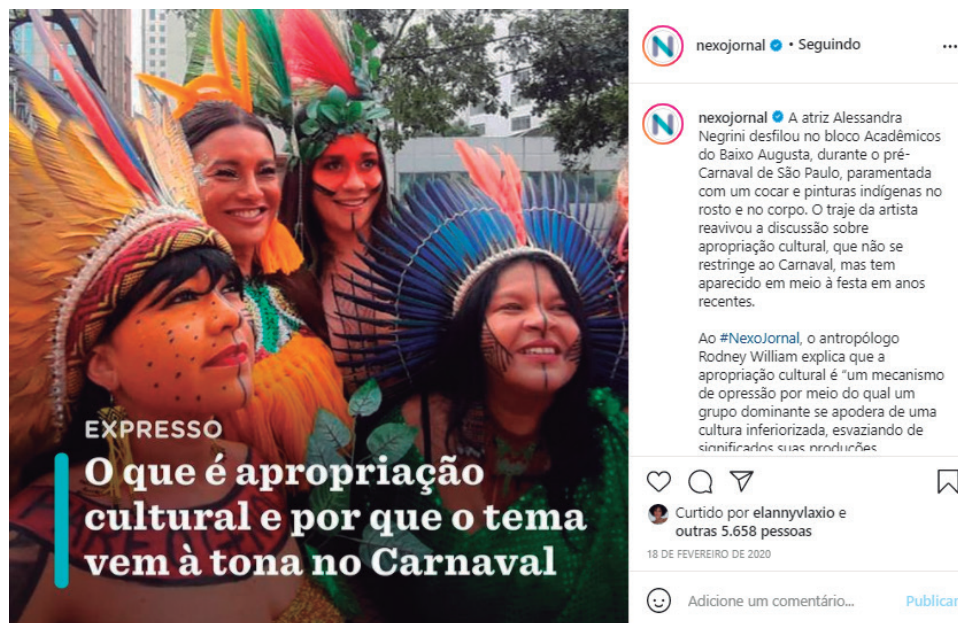 EXPRESSO
O que é apropriação
cultural e por que o tema
vem à tona no Carnaval
nexojornal • Seguindo
nexojornal A atriz Alessandra
Negrini desfilou no bloco Acadêmicos
do Baixo Augusta, durante o pré-
Carnaval de São Paulo, paramentada
com um cocar e pinturas indígenas no
rosto e no corpo. O traje da artista
reavivou a discussão sobre
apropriação cultural, que não se
restringe ao Carnaval, mas tem
aparecido em meio à festa em anos
recentes.
Ao #NexoJornal, o antropólogo
Rodney William explica que a
apropriação cultural é “um mecanismo
de opressão por meio do qual um
grupo dominante se apodera de uma
cultura inferiorizada, esvaziando de
significados suas produções
Curtido por elannyvlaxio e
outras 5.658 pessoas
18 DE FEVEREIRO DE 2020
Adicione um comentário... Publicar